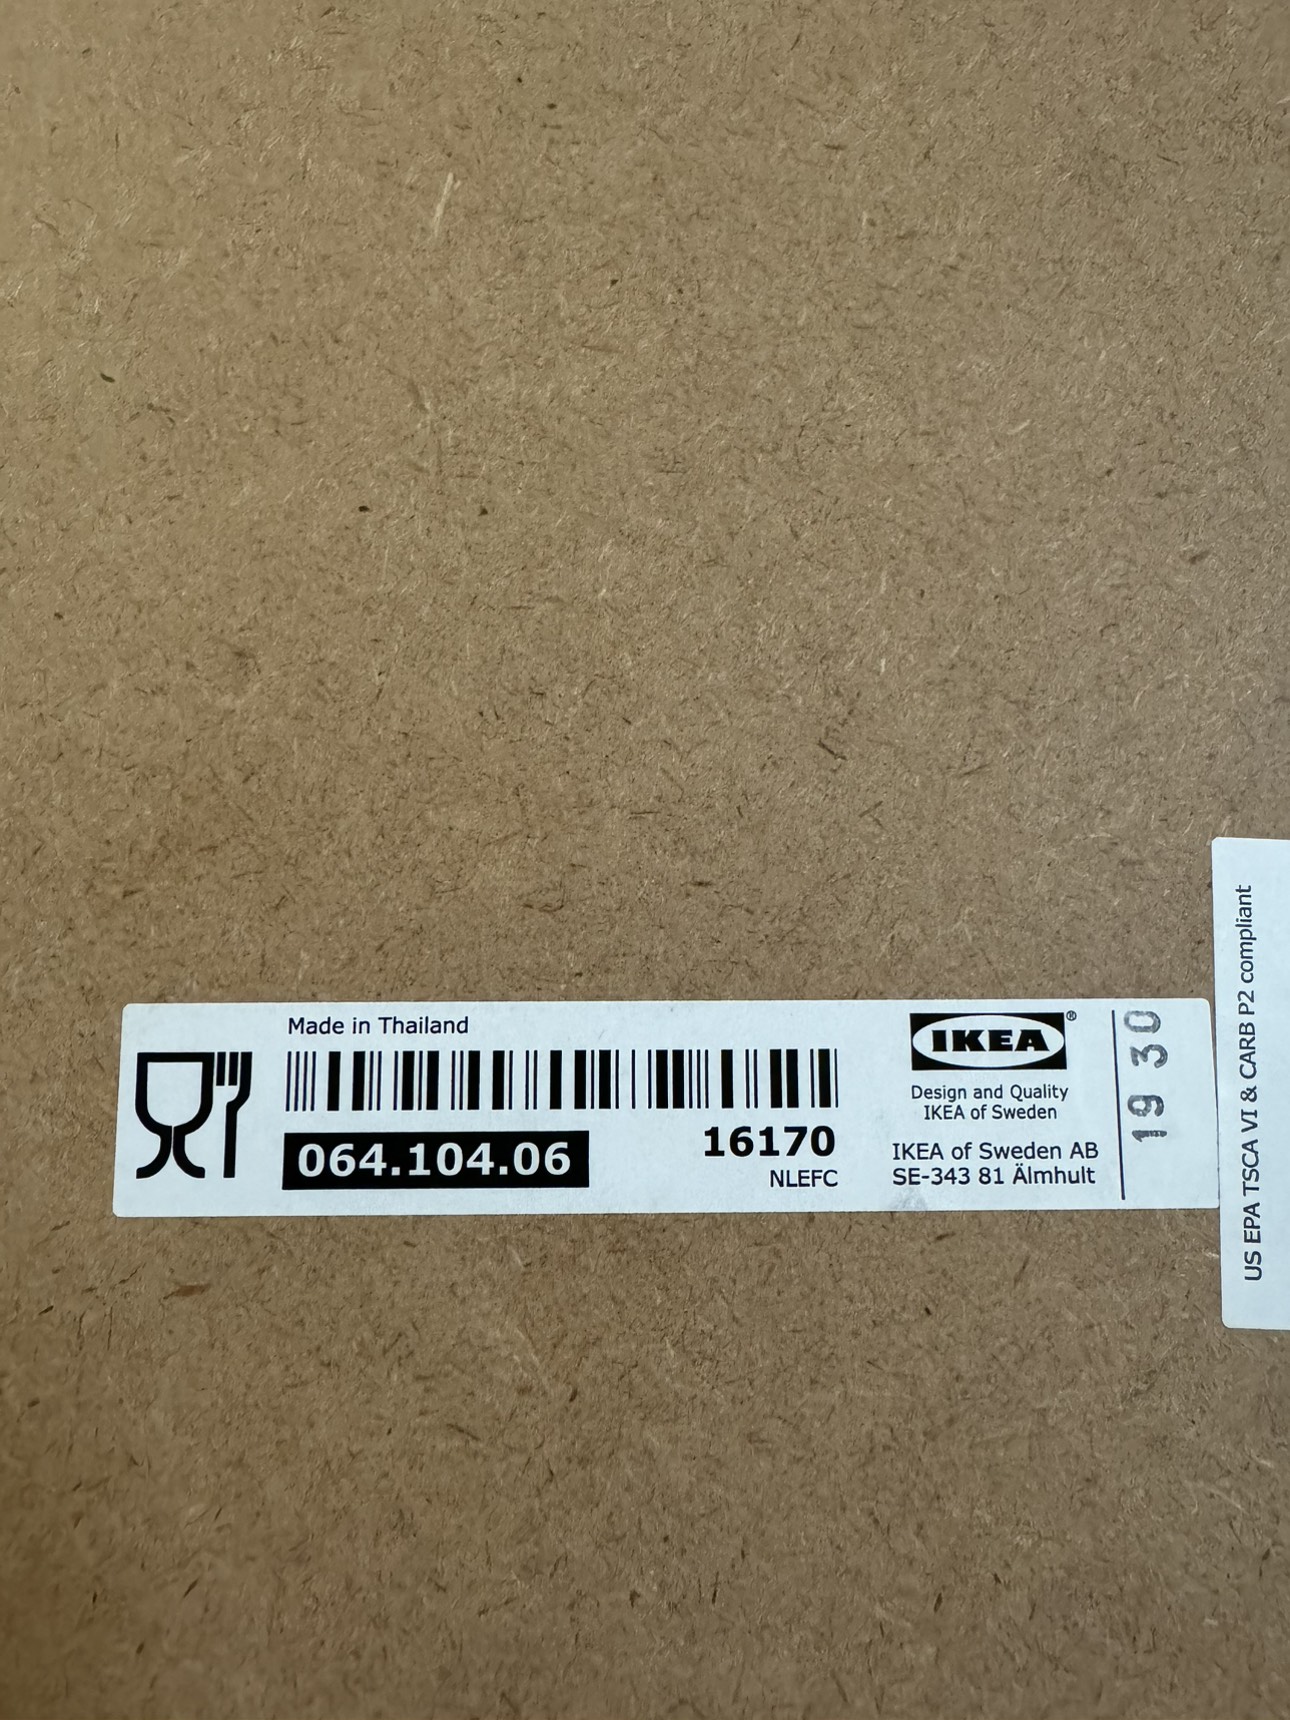 Made in Thailand
064.104.06
16170
NLEFC
IKEA®
Design and Quality
IKEA of Sweden
IKEA of Sweden AB
SE-343 81 Älmhult
19 30
US EPA TSCA VI & CARB P2 compliant